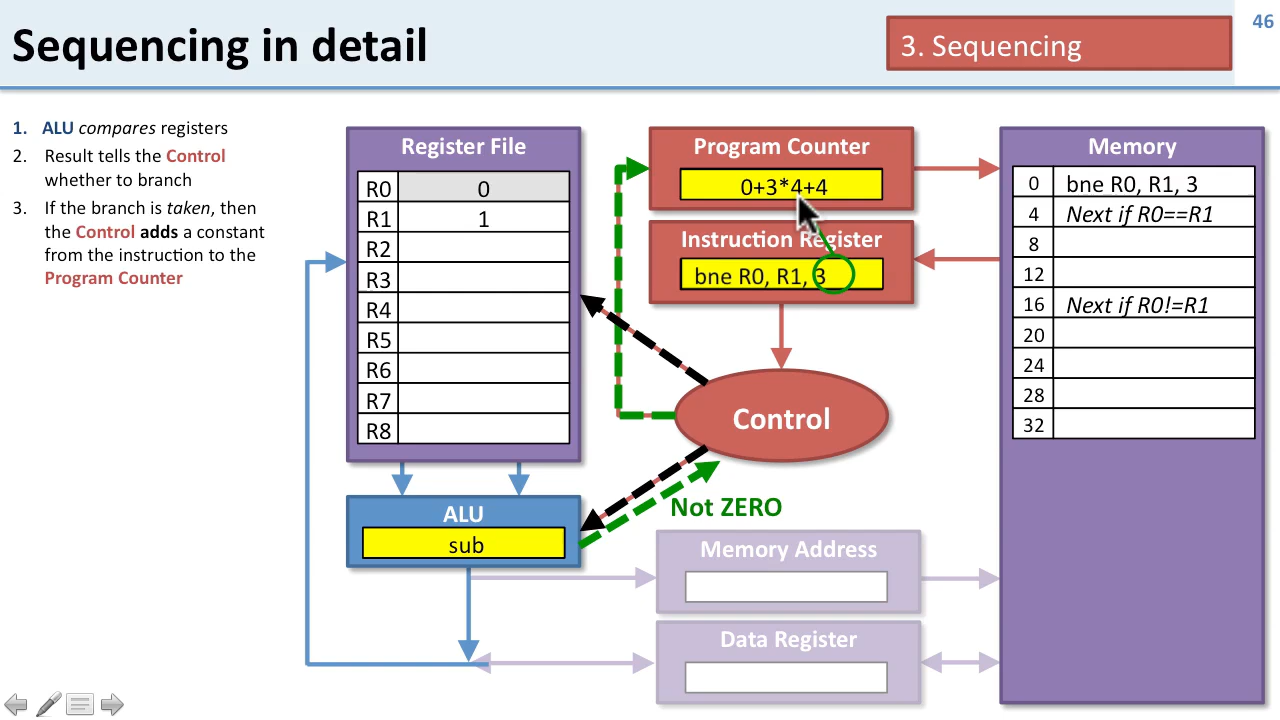 Sequencing in detail
3. Sequencing
46
1. ALU compares registers
2. Result tells the Control
whether to branch
3. If the branch is taken, then
the Control adds a constant
from the instruction to the
Program Counter
Register File
R0 0
R1 1
R2
R3
R4
R5
R6
R7
R8
ALU
sub
Program Counter
0+3*4+4
Instruction Register
bne R0, R1, 3
Control
Not ZERO
Memory Address
Data Register
Memory
0 bne R0, R1, 3
4 Next if R0==R1
8
12
16 Next if R0!=R1
20
24
28
32